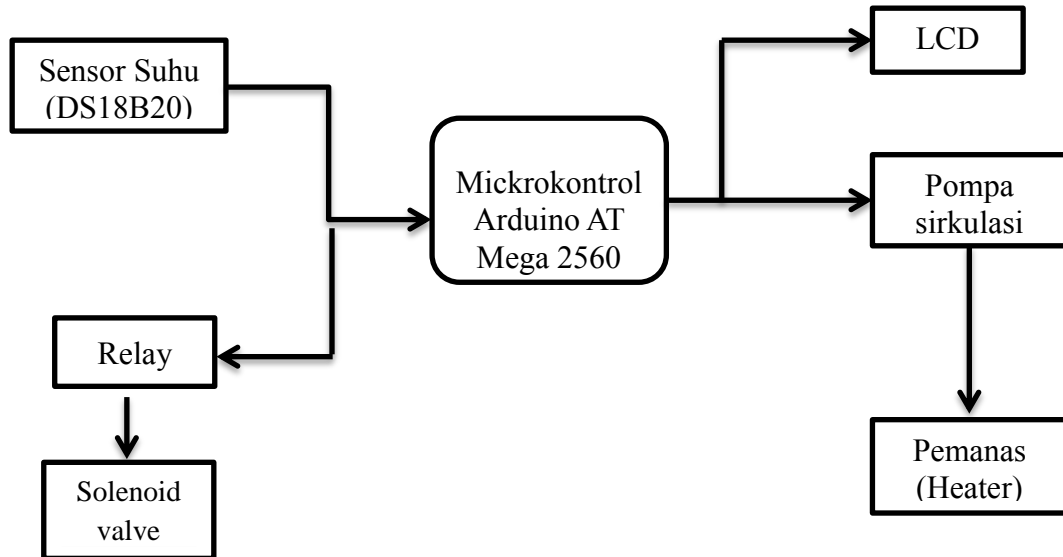 LCD
Sensor Suhu
(DS18B20)
Mickrokontrol
Arduino AT
Mega 2560
Pompa
sirkulasi
Relay
Pemanas
(Heater)
Solenoid
valve